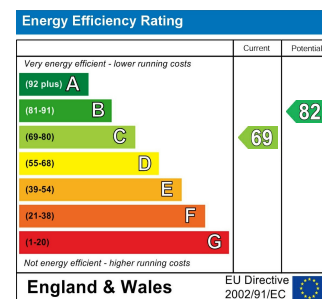 Energy Efficiency Rating
Current Potential
Very energy efficient - lower running costs
(92 plus) A
(81-91) B
82
(69-80) C
69
(55-68) D
(39-54) E
(21-38) F
(1-20) G
Not energy efficient - higher running costs
England & Wales
EU Directive
2002/91/EC